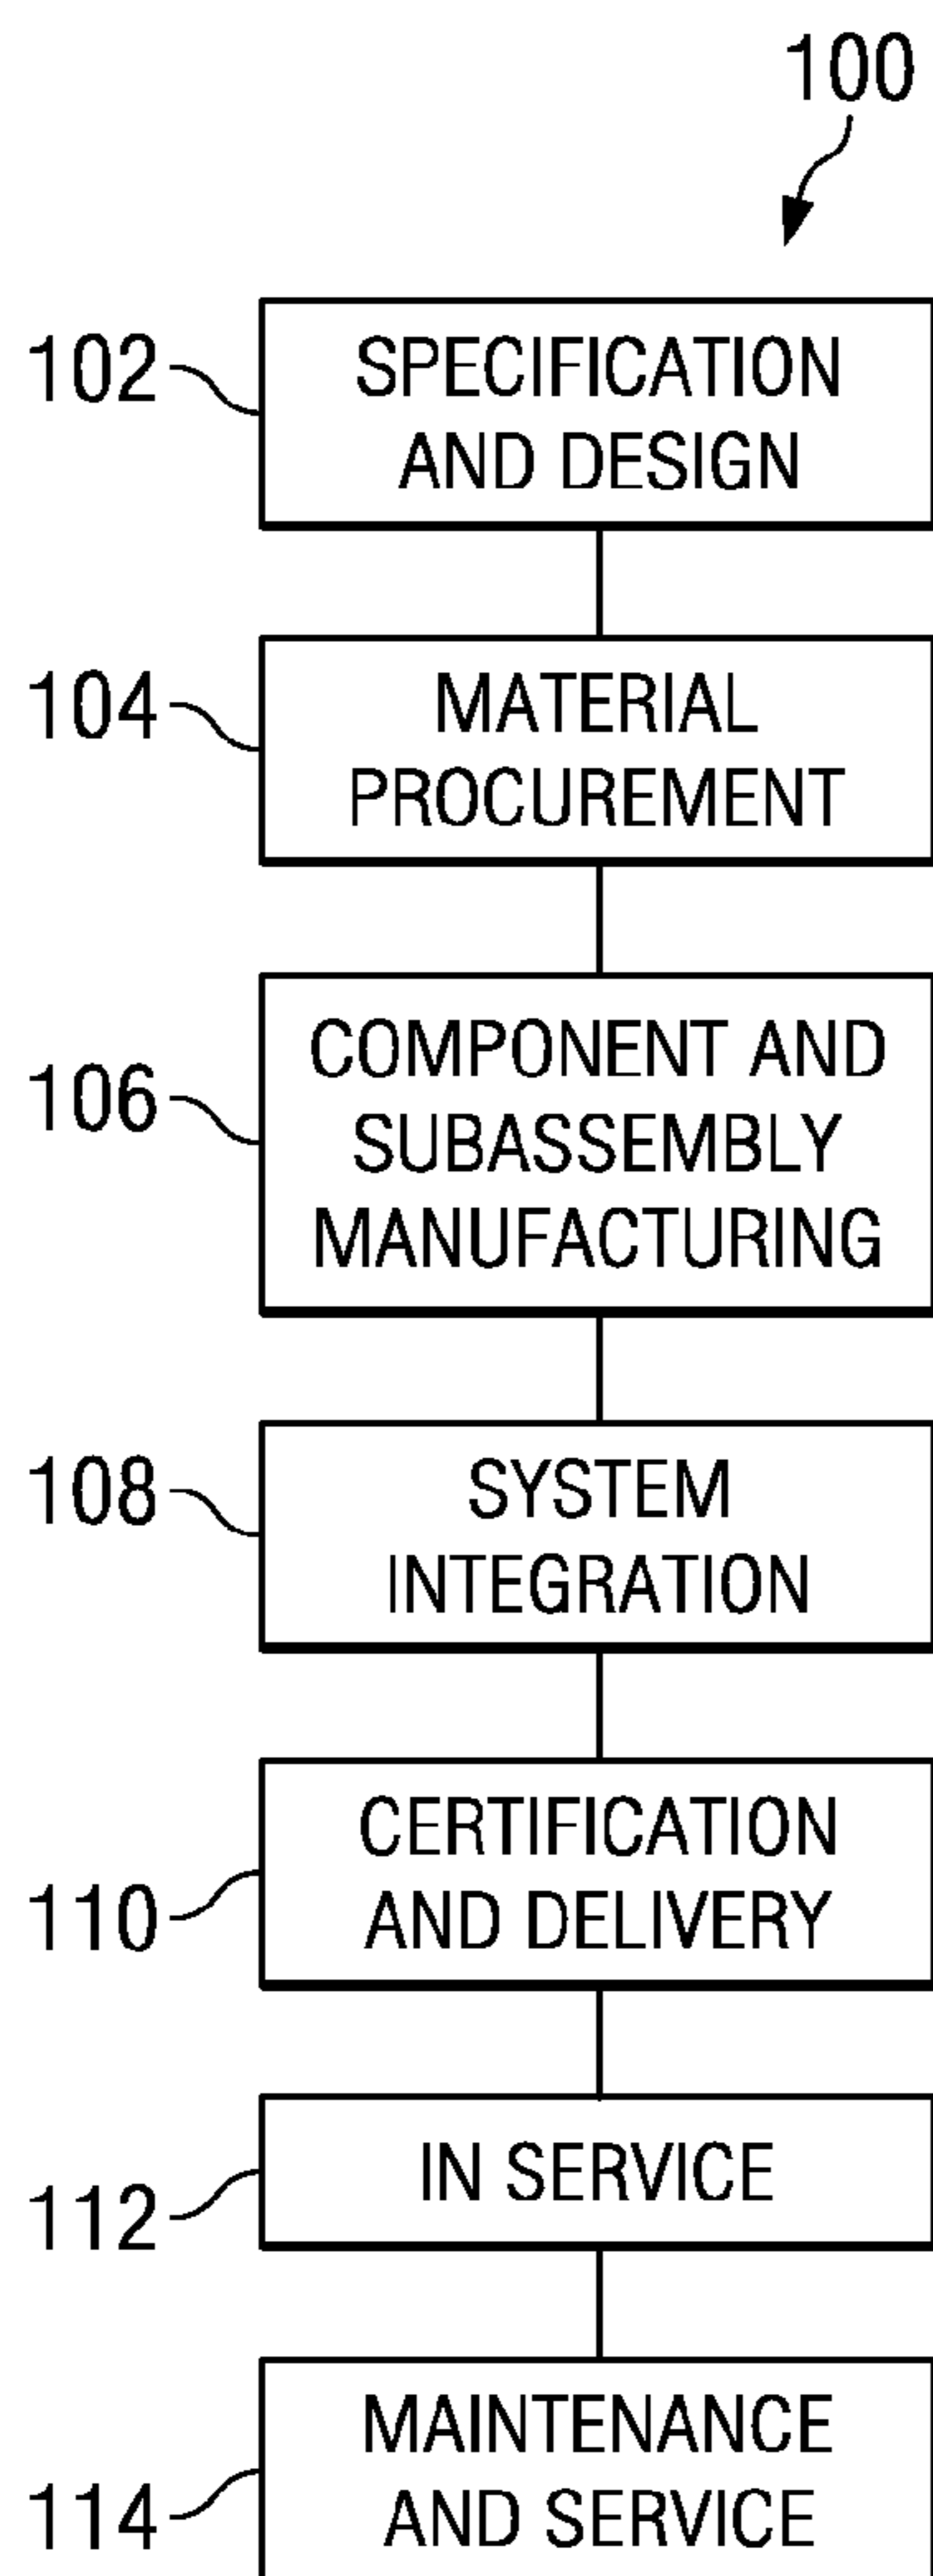 100
102
SPECIFICATION
AND DESIGN
104
MATERIAL
PROCUREMENT
106
COMPONENT AND
SUBASSEMBLY
MANUFACTURING
108
SYSTEM
INTEGRATION
110
CERTIFICATION
AND DELIVERY
112
IN SERVICE
114
MAINTENANCE
AND SERVICE